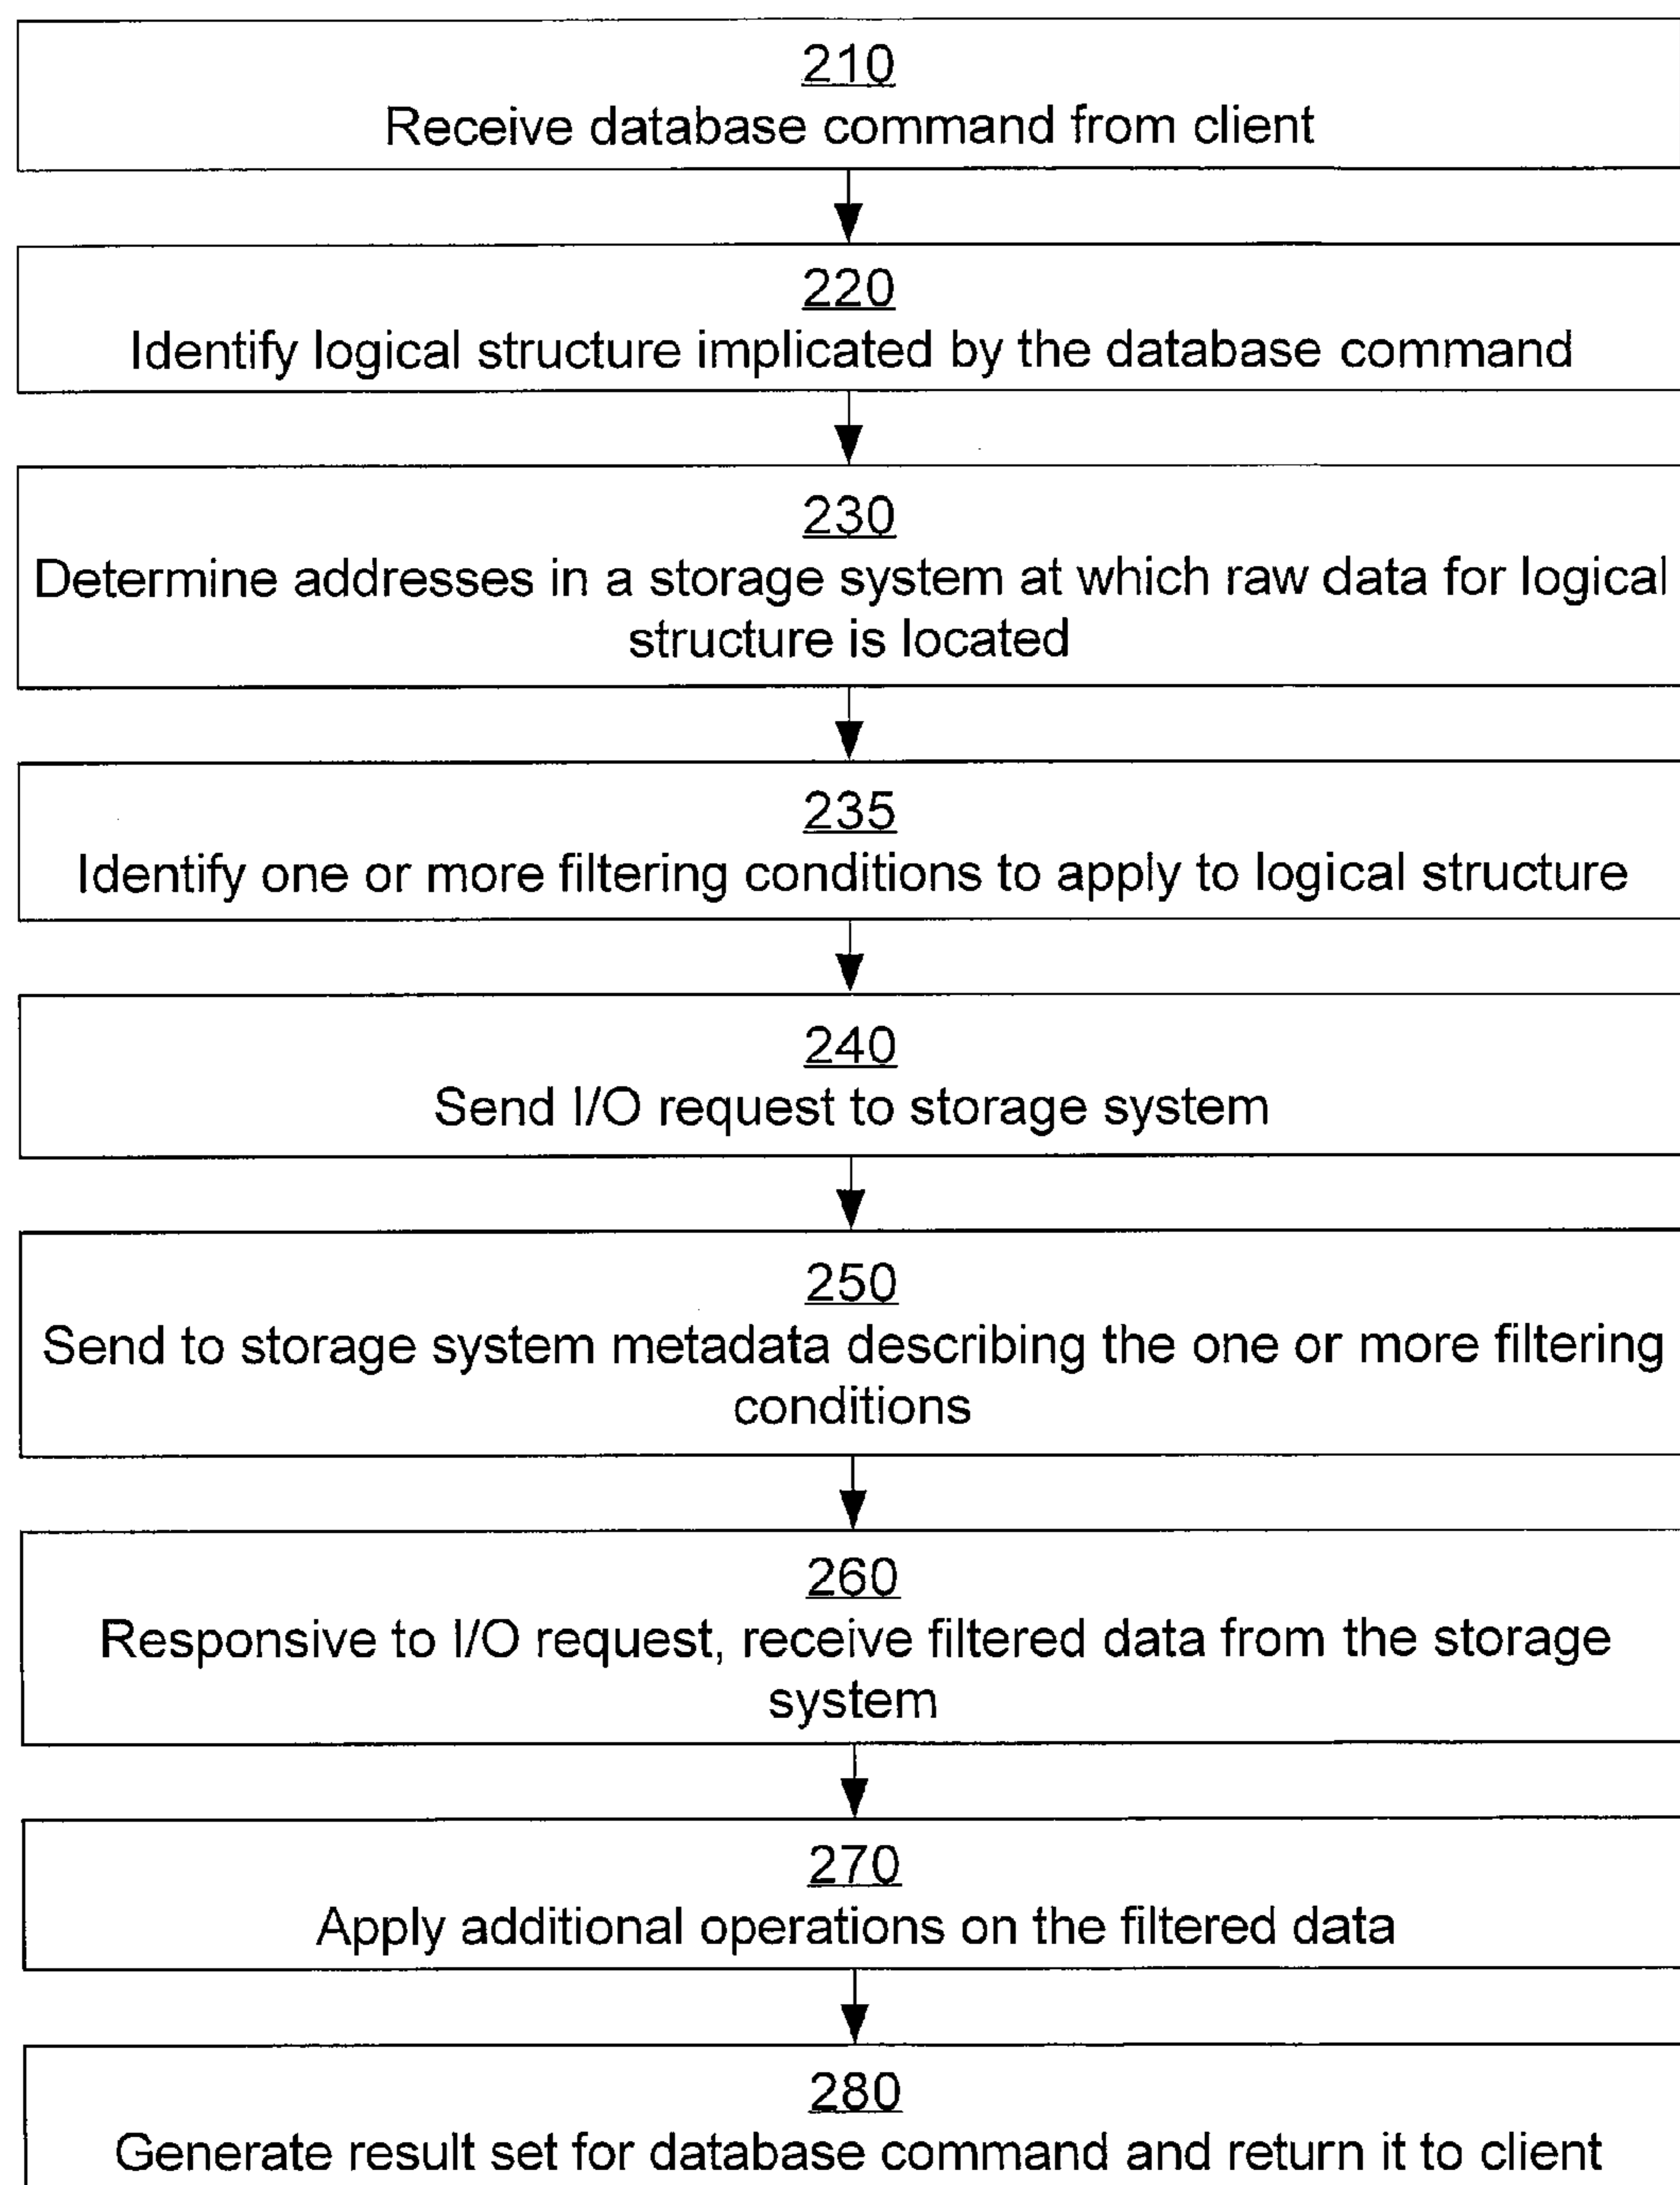 210
Receive database command from client
220
Identify logical structure implicated by the database command
230
Determine addresses in a storage system at which raw data for logical
structure is located
235
Identify one or more filtering conditions to apply to logical structure
240
Send I/O request to storage system
250
Send to storage system metadata describing the one or more filtering
conditions
260
Responsive to I/O request, receive filtered data from the storage
system
270
Apply additional operations on the filtered data
280
Generate result set for database command and return it to client